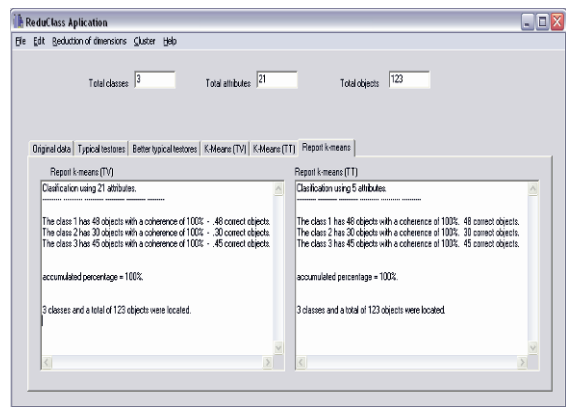 ReduClass Aplication
File Edit Reduction of dimensions Cluster Help
Total classes 3 Total attributes 21 Total objects 123
Original data Typical testores Better typical testores K-Means (TV) K-Means (TT) Report k-means
Report k-means (TV)
Clasification using 21 attributes.
-------- --------- -------- -------- ------- -------
The class 1 has 48 objects with a coherence of 100% - .48 correct objects.
The class 2 has 30 objects with a coherence of 100% - .30 correct objects.
The class 3 has 45 objects with a coherence of 100% - .45 correct objects.
accumulated percentage = 100%.
3 classes and a total of 123 objects were located.
Report k-means (TT)
Clasification using 5 attributes.
-------- --------- -------- --------- --------- --------
The class 1 has 48 objects with a coherence of 100%. 48 correct objects.
The class 2 has 30 objects with a coherence of 100%. 30 correct objects.
The class 3 has 45 objects with a coherence of 100%. 45 correct objects.
accumulated percentage = 100%.
3 classes and a total of 123 objects were located.